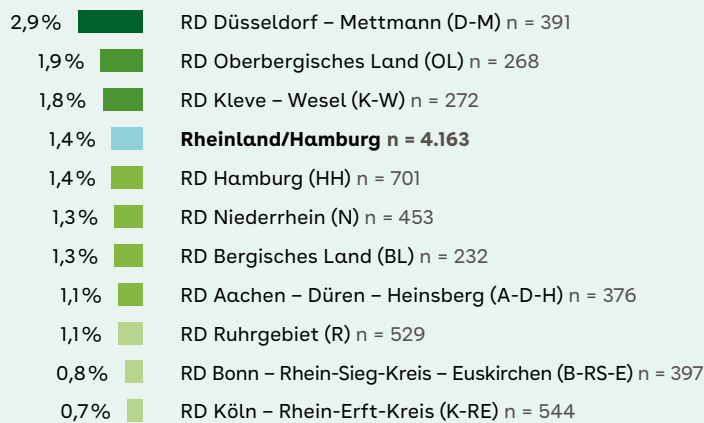 2,9 % RD Düsseldorf – Mettmann (D-M) n = 391
1,9 % RD Oberbergisches Land (OL) n = 268
1,8 % RD Kleve – Wesel (K-W) n = 272
1,4 % Rheinland/Hamburg n = 4.163
1,4 % RD Hamburg (HH) n = 701
1,3 % RD Niederrhein (N) n = 453
1,3 % RD Bergisches Land (BL) n = 232
1,1 % RD Aachen – Düren – Heinsberg (A-D-H) n = 376
1,1 % RD Ruhrgebiet (R) n = 529
0,8 % RD Bonn – Rhein-Sieg-Kreis – Euskirchen (B-RS-E) n = 397
0,7 % RD Köln – Rhein-Erft-Kreis (K-RE) n = 544